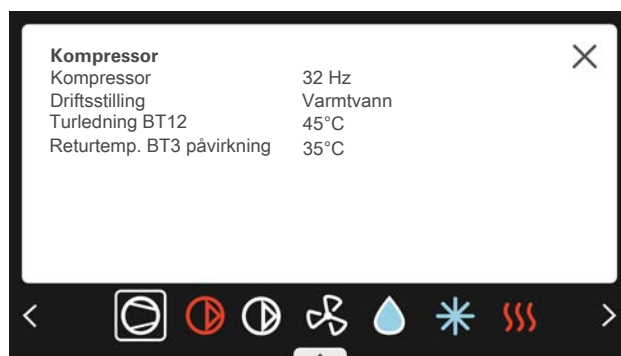 Kompressor
Kompressor 32 Hz
Driftsstilling Varmtvann
Turledning BT12 45°C
Returtemp. BT3 påvirkning 35°C